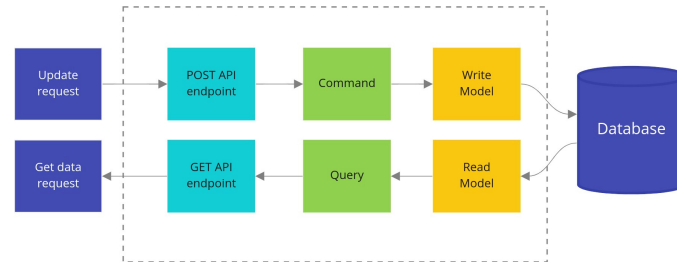 Update
request
POST API
endpoint
Command
Write
Model
Database
Get data
request
GET API
endpoint
Query
Read
Model